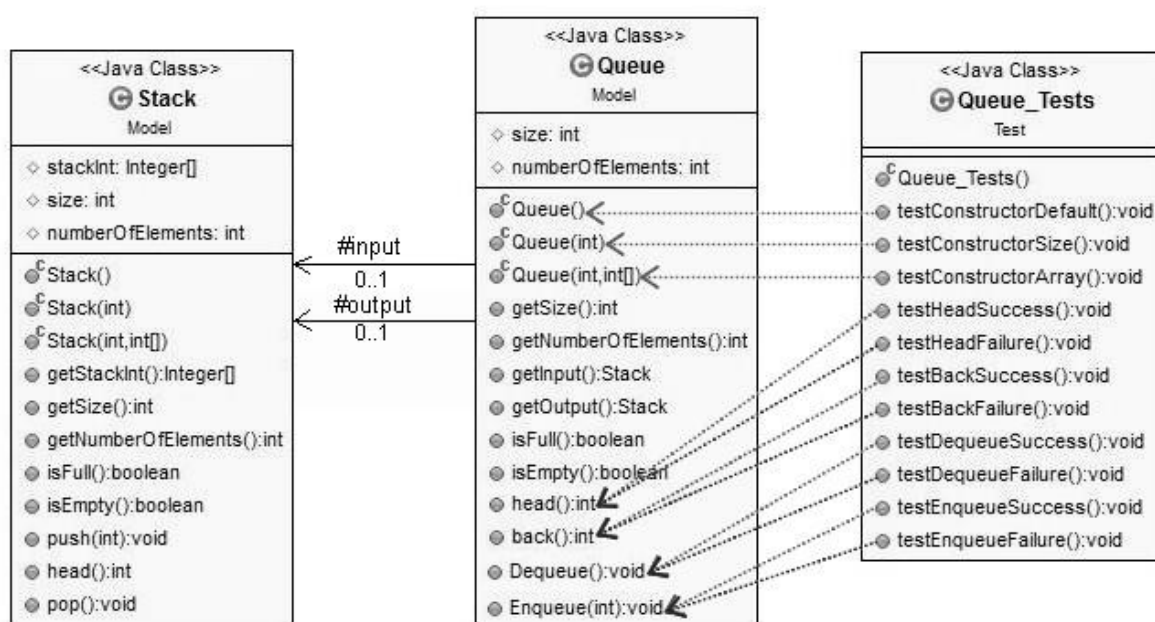 <<Java Class>>
Stack
Model
stackInt: Integer[]
size: int
numberOfElements: int
Stack()
Stack(int)
Stack(int,int[])
getStackInt():Integer[]
getSize():int
getNumberOfElements():int
isFull():boolean
isEmpty():boolean
push(int):void
head():int
pop():void
#input
0..1
#output
0..1
<<Java Class>>
Queue
Model
size: int
numberOfElements: int
Queue()
Queue(int)
Queue(int,int[])
getSize():int
getNumberOfElements():int
getInput():Stack
getOutput():Stack
isFull():boolean
isEmpty():boolean
head():int
back():int
Dequeue():void
Enqueue(int):void
<<Java Class>>
Queue_Tests
Test
Queue_Tests()
testConstructorDefault():void
testConstructorSize():void
testConstructorArray():void
testHeadSuccess():void
testHeadFailure():void
testBackSuccess():void
testBackFailure():void
testDequeueSuccess():void
testDequeueFailure():void
testEnqueueSuccess():void
testEnqueueFailure():void